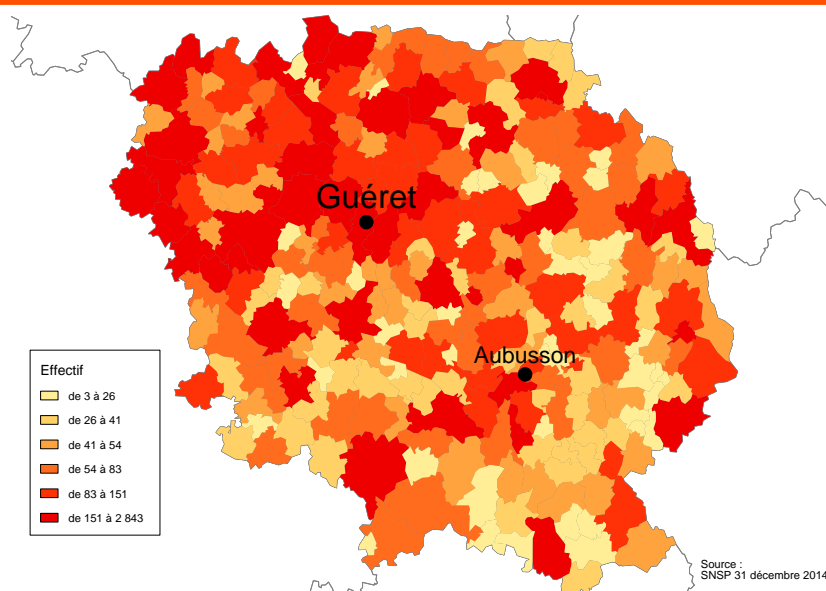 Guéret
Aubusson
Effectif
de 3 à 26
de 26 à 41
de 41 à 54
de 54 à 83
de 83 à 151
de 151 à 2 843
Source :
SNSP 31 décembre 2014